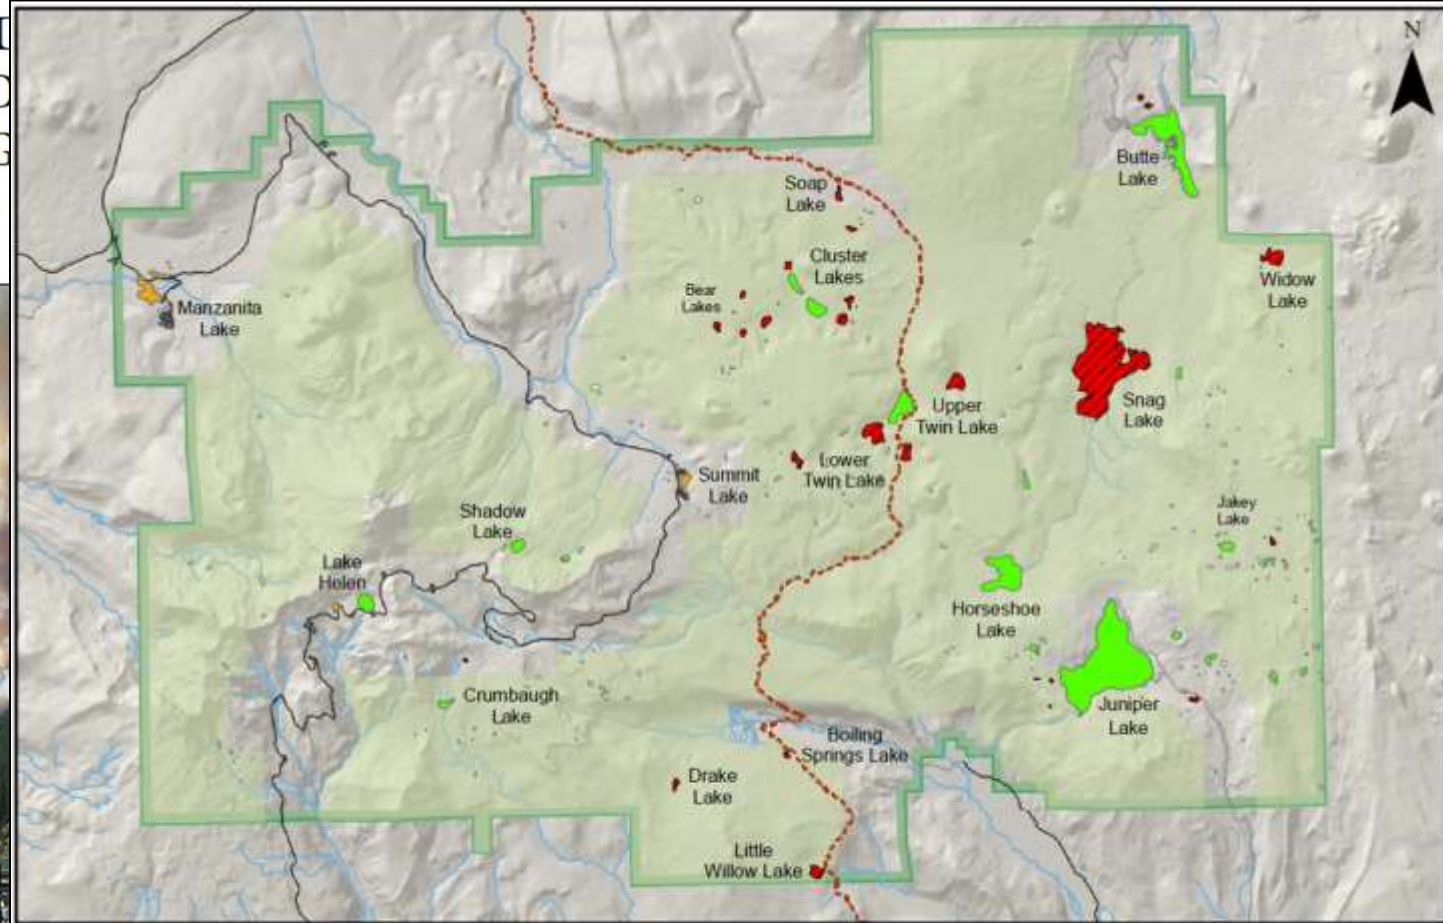 N
Butte
Lake
Soap
Lake
Cluster
Lakes
Widow
Lake
Bear
Lakes
Manzanita
Lake
Snag
Lake
Upper
Twin Lake
Lower
Twin Lake
Summit
Lake
Shadow
Lake
Jakey
Lake
Lake
Helen
Horseshoe
Lake
Crumbaugh
Lake
Juniper
Lake
Boiling
Springs Lake
Drake
Lake
Little
Willow Lake